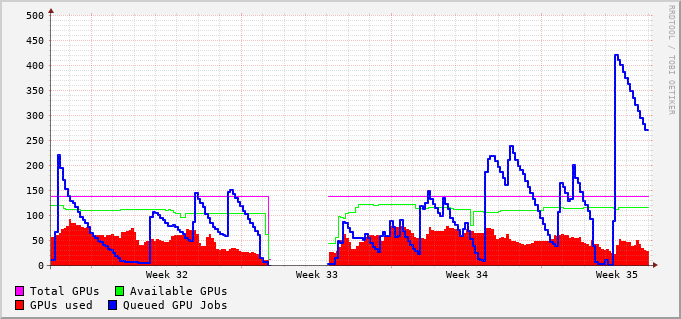 500
450
400
350
300
250
200
150
100
50
0
Week 32 Week 33 Week 34 Week 35
Total GPUs Available GPUs
GPUs used Queued GPU Jobs
RRDTOOL / TOBI OETIKER